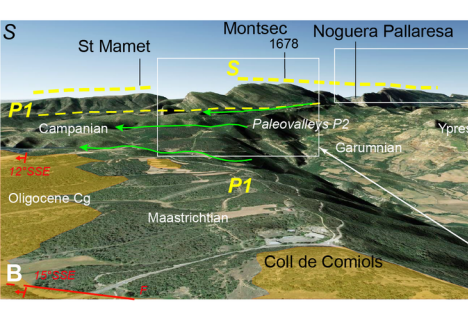 S
Montsec
Noguera Pallaresa
St Mamet
1678
S
P1
Campanian
Paleovalleys P2
Ypres
Garumnian
12°SSE
P1
Oligocene Cg
Maastrichtian
B
15°SSE
Coll de Comiols